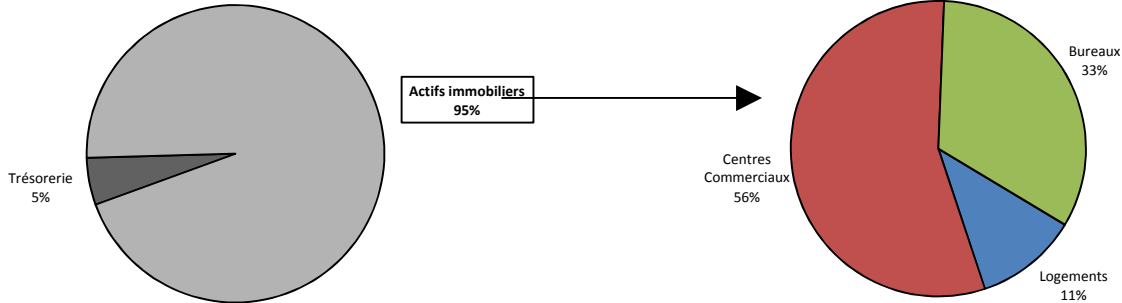 Trésorerie
5%
Actifs immobiliers
95%
Bureaux
33%
Centres
Commerciaux
56%
Logements
11%